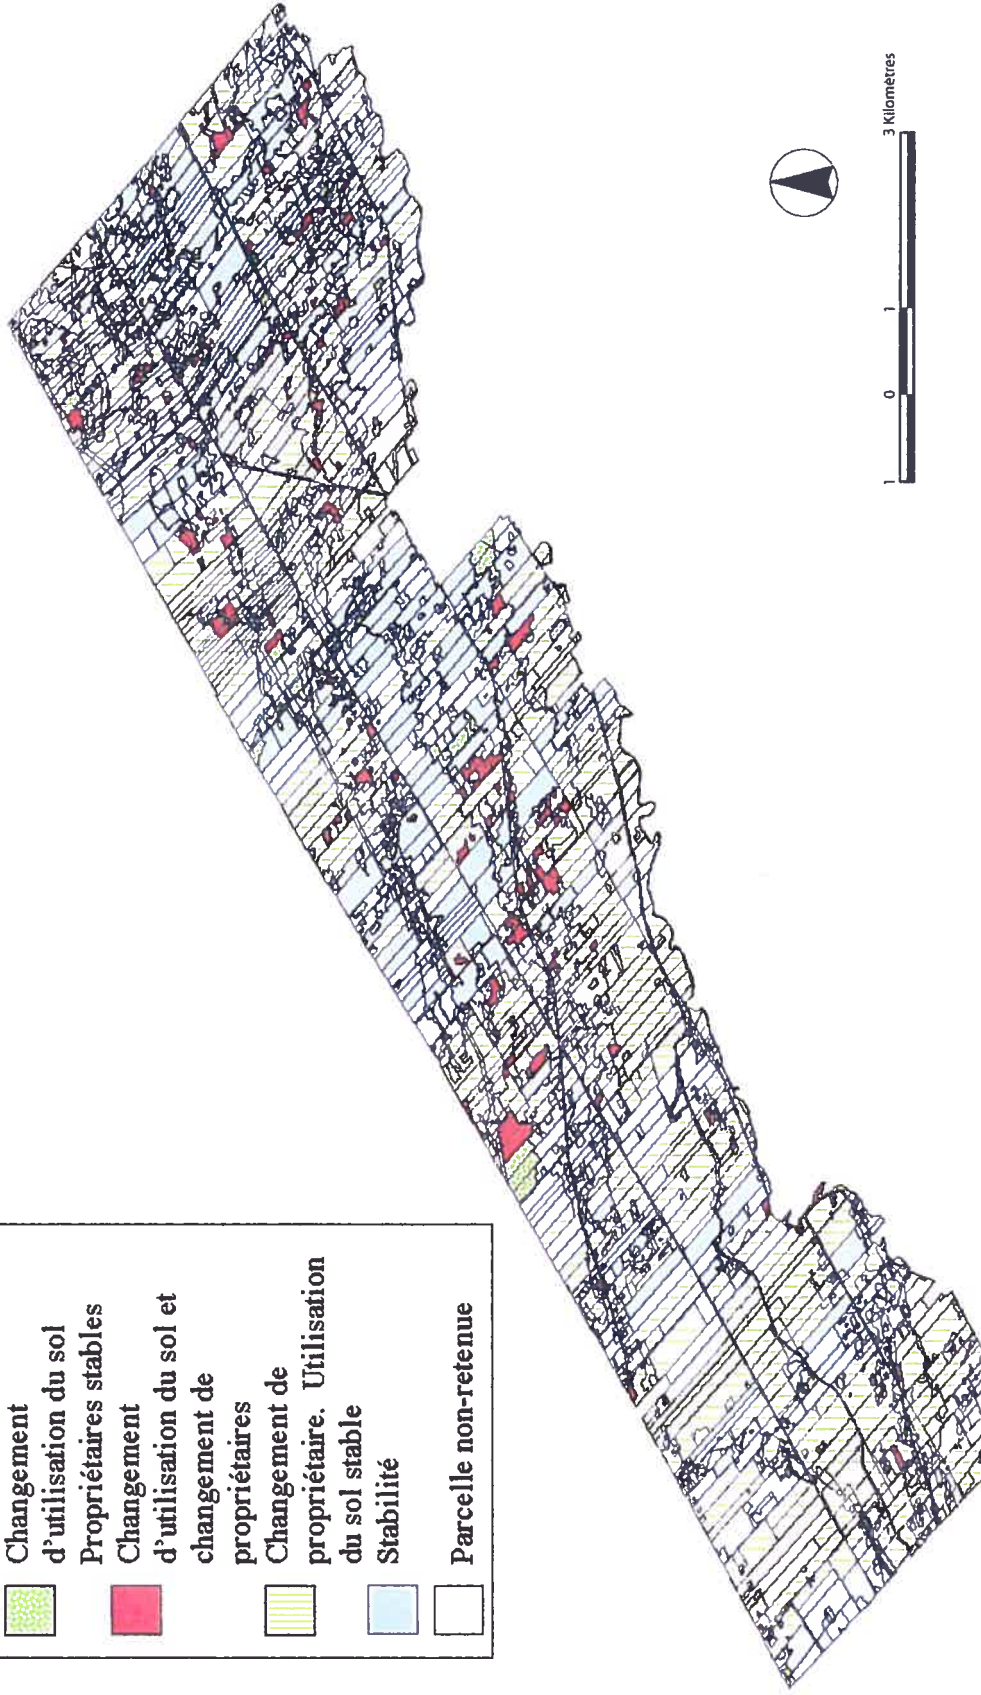 Changement
d'utilisation du sol
Propriétaires stables
Changement
d'utilisation du sol et
changement de
propriétaires
Changement de
propriétaire. Utilisation
du sol stable
Stabilité
Parcelle non-retenue
1 0 1 3 Kilomètres